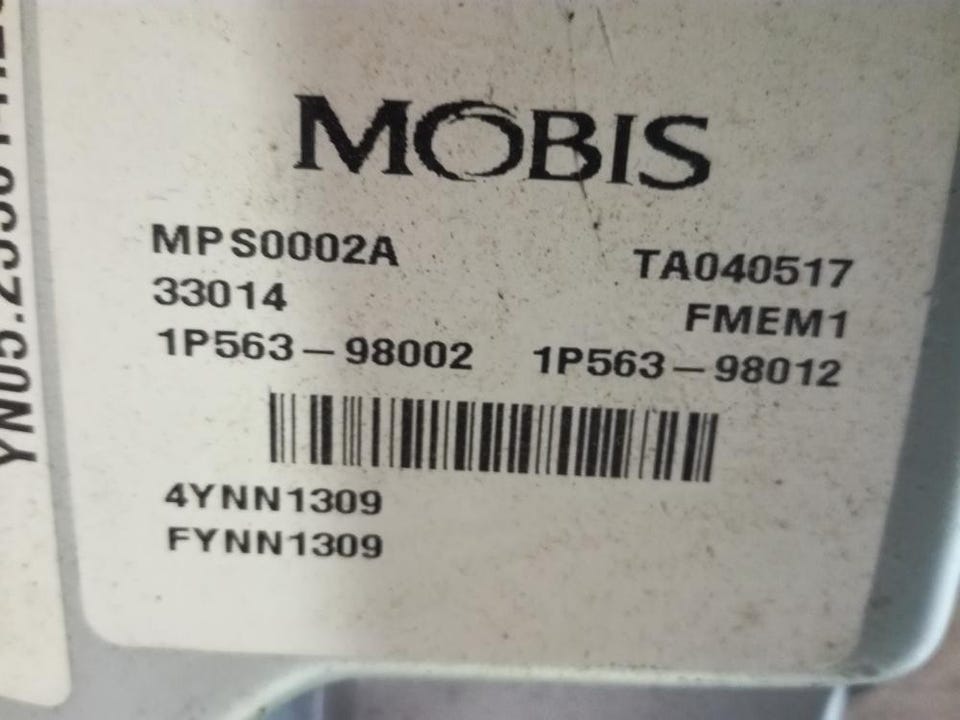 MOBIS
MPS0002A TA040517
33014 FMEM1
1P563-98002 1P563-98012
4YNN1309
FYNN1309